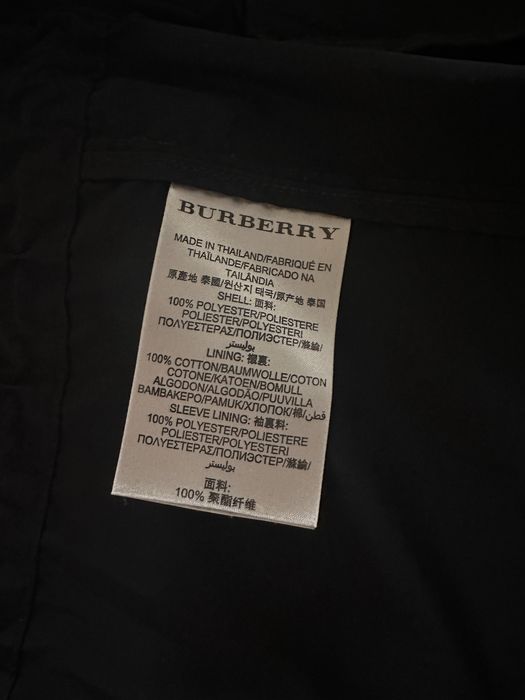 BURBERRY
MADE IN THAILAND/FABRIQUÉ EN
THAÏLANDE/FABRICADO NA
TAILÂNDIA
原產地 泰國/원산지 태국/原产地 泰国
SHELL: 面料:
100% POLYESTER/POLIESTERE
POLIESTER/POLYESTERI
ΠΟΛΥΕΣΤΕΡΑΣ/ПОЛИЭСТЕР/滌綸/
بوليستر
LINING: 襯裏:
100% COTTON/BAUMWOLLE/COTON
COTONE/KATOEN/BOMULL
ALGODON/ALGODÃO/PUUVILLA
ΒΑΜΒΑΚΕΡΟ/PAMUK/ХЛОПОК/棉/قطن
SLEEVE LINING: 袖裏料:
100% POLYESTER/POLIESTERE
POLIESTER/POLYESTERI
ΠΟΛΥΕΣΤΕΡΑΣ/ПОЛИЭСТЕР/滌綸/
بوليستر
面料:
100% 聚酯纤维